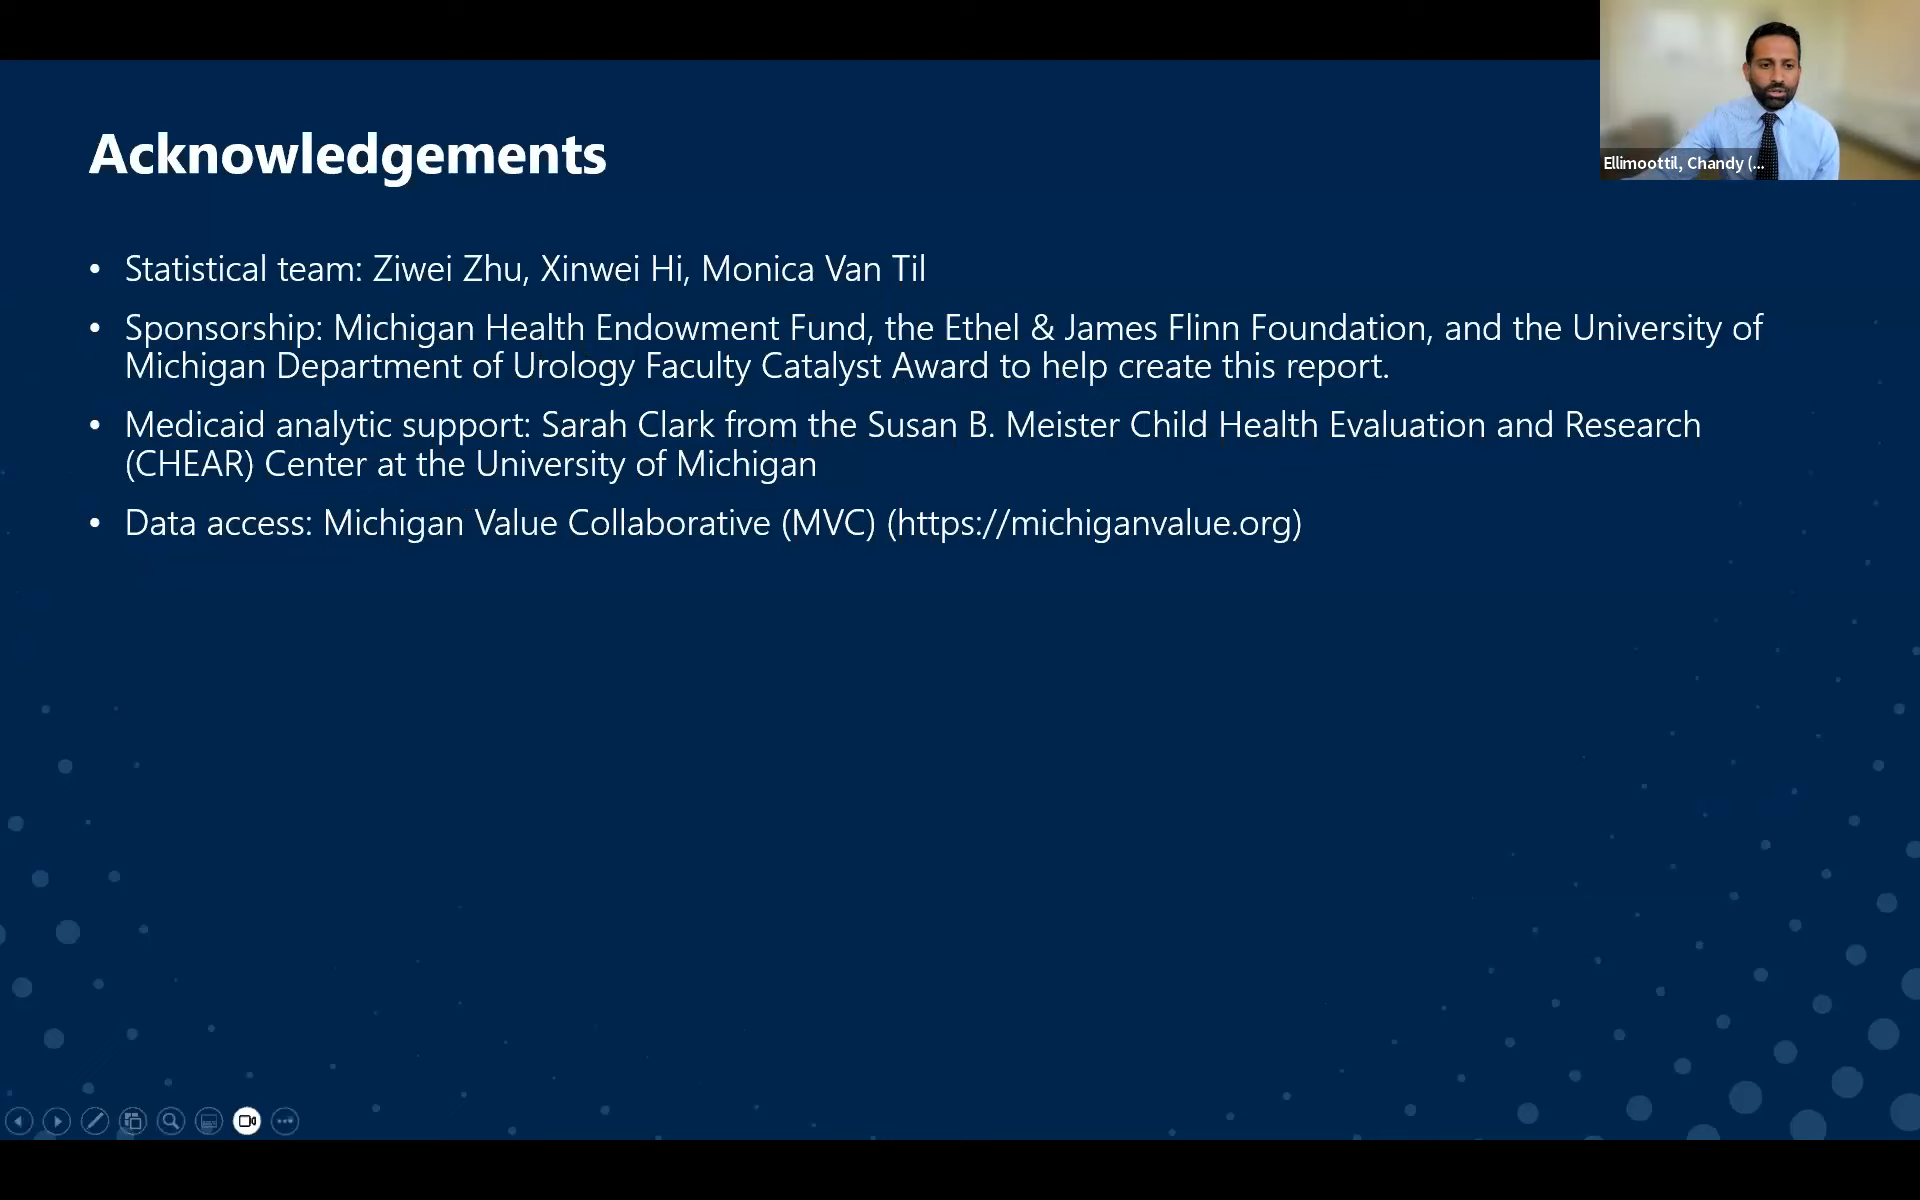 Acknowledgements
Ellimoottil, Chandy (...
• Statistical team: Ziwei Zhu, Xinwei Hi, Monica Van Til
• Sponsorship: Michigan Health Endowment Fund, the Ethel & James Flinn Foundation, and the University of
Michigan Department of Urology Faculty Catalyst Award to help create this report.
• Medicaid analytic support: Sarah Clark from the Susan B. Meister Child Health Evaluation and Research
(CHEAR) Center at the University of Michigan
• Data access: Michigan Value Collaborative (MVC) (https://michiganvalue.org)